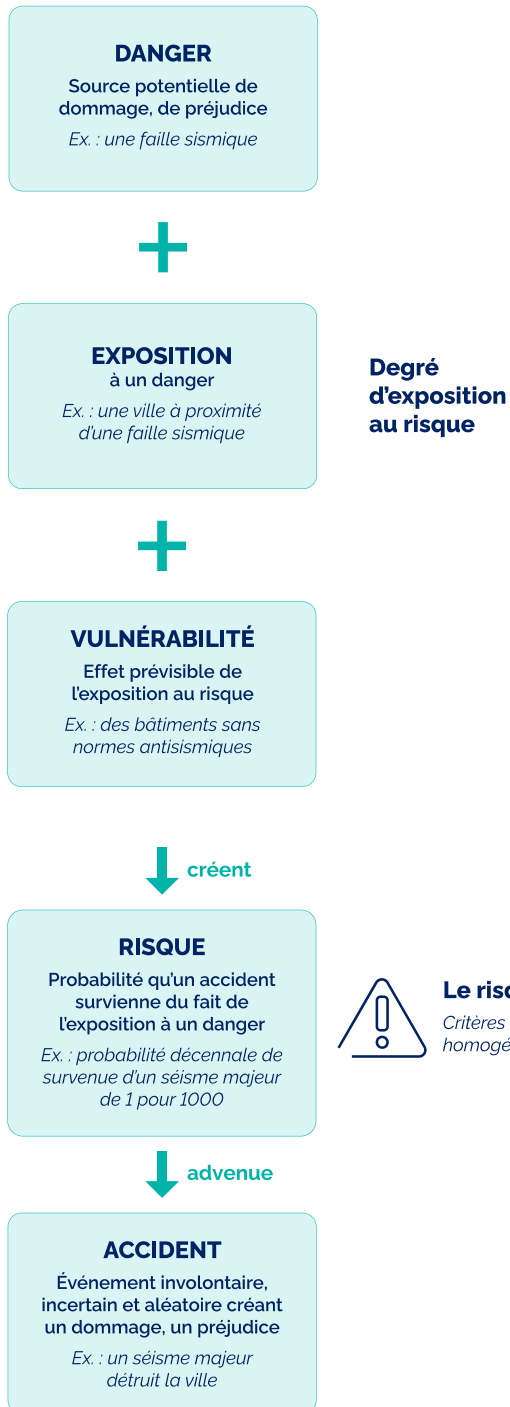 DANGER
Source potentielle de
dommage, de préjudice
Ex. : une faille sismique
EXPOSITION
à un danger
Ex. : une ville à proximité
d’une faille sismique
Degré
d’exposition
au risque
VULNÉRABILITÉ
Effet prévisible de
l’exposition au risque
Ex. : des bâtiments sans
normes antisismiques
créent
RISQUE
Probabilité qu’un accident
survienne du fait de
l’exposition à un danger
Ex. : probabilité décennale de
survenue d’un séisme majeur
de 1 pour 1000
Le
Critères
advenue
ACCIDENT
Événement involontaire,
incertain et aléatoire créant
un dommage, un préjudice
Ex. : un séisme majeur
détruit la ville